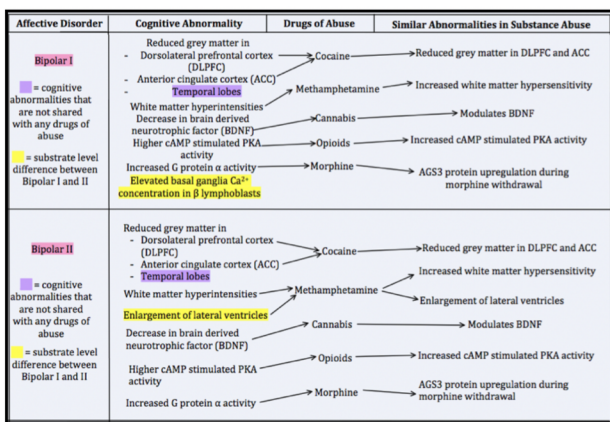 Affective Disorder
Cognitive Abnormality
Drugs of Abuse
Similar Abnormalities in Substance Abuse
Bipolar I
= cognitive
abnormalities that
are not shared
with any drugs of
abuse
= substrate level
difference between
Bipolar I and II
Reduced grey matter in
- Dorsolateral prefrontal cortex
(DLPFC)
- Anterior cingulate cortex (ACC)
- Temporal lobes
White matter hyperintensities
Decrease in brain derived
neurotrophic factor (BDNF)
Higher cAMP stimulated PKA
activity
Increased G protein α activity
Elevated basal ganglia Ca²⁺
concentration in β lymphoblasts
Cocaine
Methamphetamine
Cannabis
Opioids
Morphine
Reduced grey matter in DLPFC and ACC
Increased white matter hypersensitivity
Modulates BDNF
Increased cAMP stimulated PKA activity
AGS3 protein upregulation during
morphine withdrawal
Bipolar II
= cognitive
abnormalities that
are not shared
with any drugs of
abuse
= substrate level
difference between
Bipolar I and II
Reduced grey matter in
- Dorsolateral prefrontal cortex
(DLPFC)
- Anterior cingulate cortex (ACC)
- Temporal lobes
White matter hyperintensities
Enlargement of lateral ventricles
Decrease in brain derived
neurotrophic factor (BDNF)
Higher cAMP stimulated PKA
activity
Increased G protein α activity
Cocaine
Methamphetamine
Cannabis
Opioids
Morphine
Reduced grey matter in DLPFC and ACC
Increased white matter hypersensitivity
Enlargement of lateral ventricles
Modulates BDNF
Increased cAMP stimulated PKA activity
AGS3 protein upregulation during
morphine withdrawal